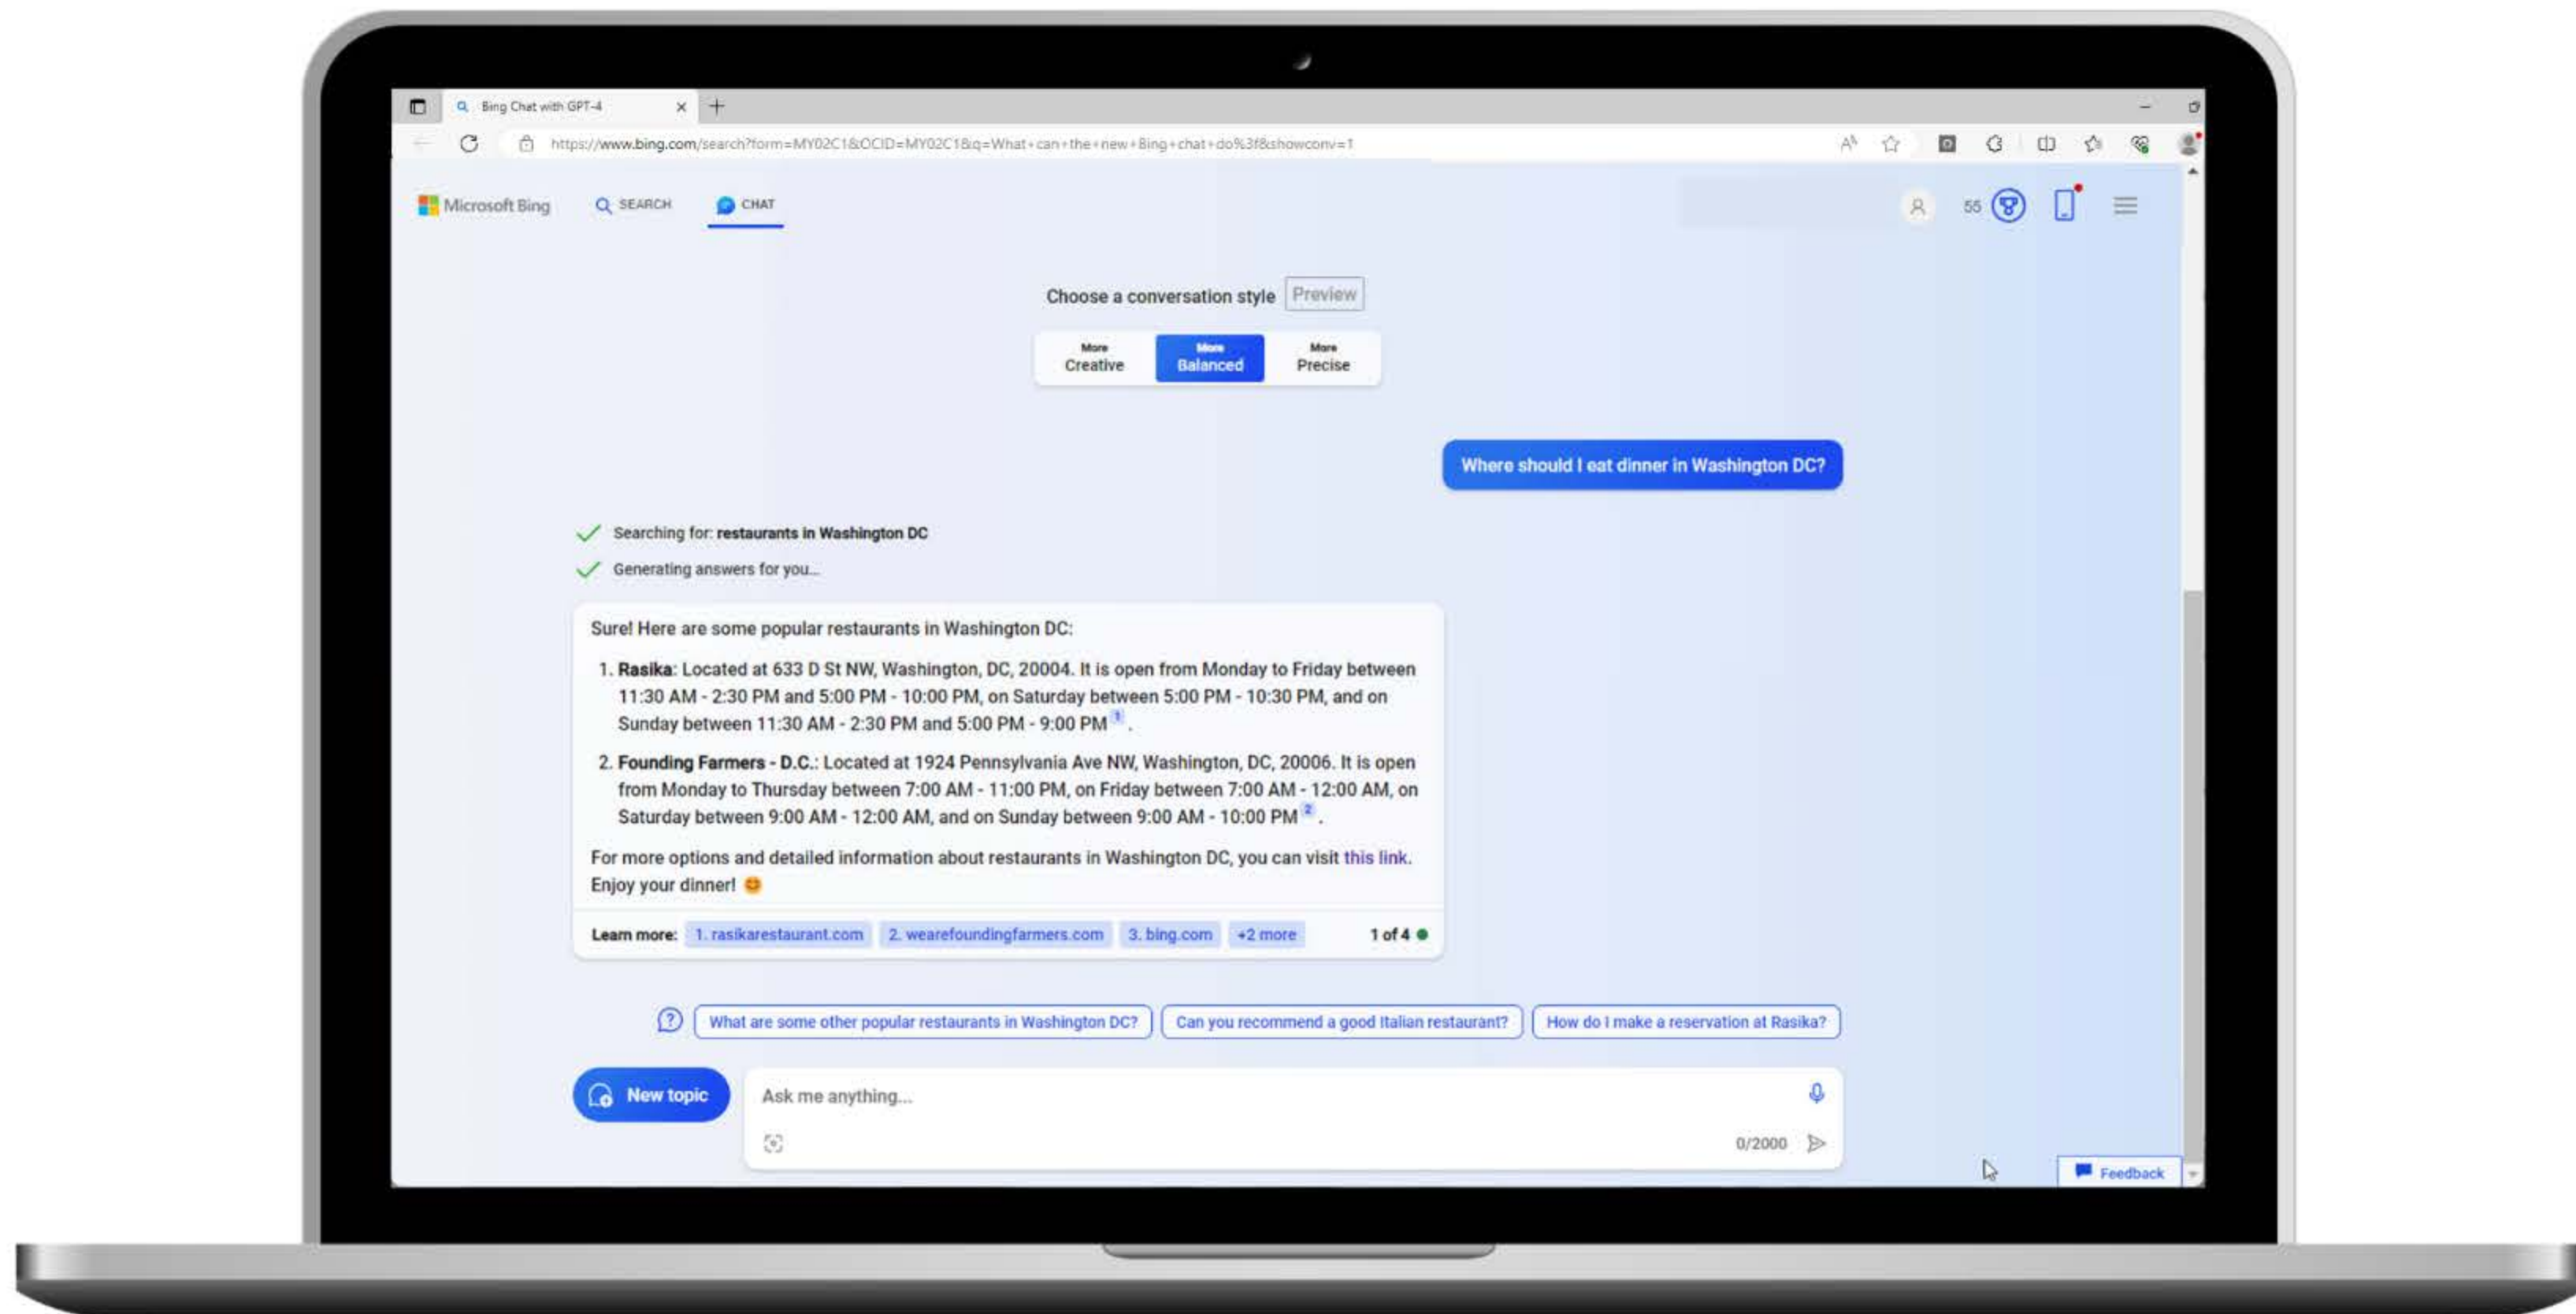 Bing Chat with GPT-4
https://www.bing.com/search?form=MY02C1&OCID=MY02C1&q=What+can+the+new+Bing+chat+do%3f&showconv=1
Microsoft Bing
SEARCH
CHAT
55
Choose a conversation style Preview
More
Creative
More
Balanced
More
Precise
Where should I eat dinner in Washington DC?
Searching for: restaurants in Washington DC
Generating answers for you...
Sure! Here are some popular restaurants in Washington DC:
1. Rasika: Located at 633 D St NW, Washington, DC, 20004. It is open from Monday to Friday between
11:30 AM - 2:30 PM and 5:00 PM - 10:00 PM, on Saturday between 5:00 PM - 10:30 PM, and on
Sunday between 11:30 AM - 2:30 PM and 5:00 PM - 9:00 PM 1 .
2. Founding Farmers - D.C.: Located at 1924 Pennsylvania Ave NW, Washington, DC, 20006. It is open
from Monday to Thursday between 7:00 AM - 11:00 PM, on Friday between 7:00 AM - 12:00 AM, on
Saturday between 9:00 AM - 12:00 AM, and on Sunday between 9:00 AM - 10:00 PM 2 .
For more options and detailed information about restaurants in Washington DC, you can visit this link.
Enjoy your dinner! 😊
Learn more: 1. rasikarestaurant.com 2. wearefoundingfarmers.com 3. bing.com +2 more 1 of 4
What are some other popular restaurants in Washington DC?
Can you recommend a good Italian restaurant?
How do I make a reservation at Rasika?
New topic
Ask me anything...
0/2000
Feedback